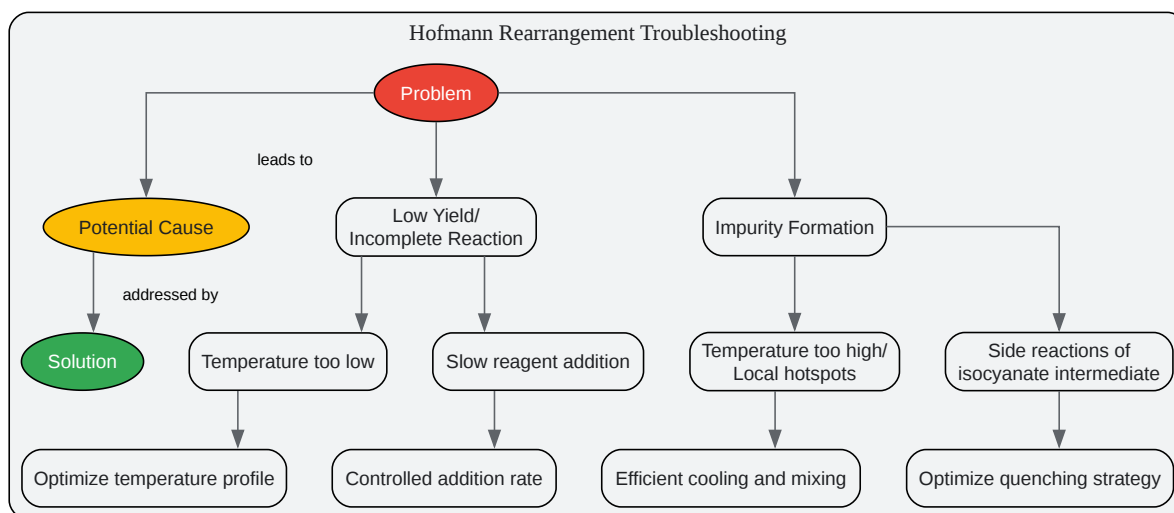 Hofmann Rearrangement Troubleshooting
Problem
leads to
Potential Cause
Low Yield/
Incomplete Reaction
Impurity Formation
addressed by
Solution
Temperature too low
Slow reagent addition
Temperature too high/
Local hotspots
Side reactions of
isocyanate intermediate
Optimize temperature profile
Controlled addition rate
Efficient cooling and mixing
Optimize quenching strategy